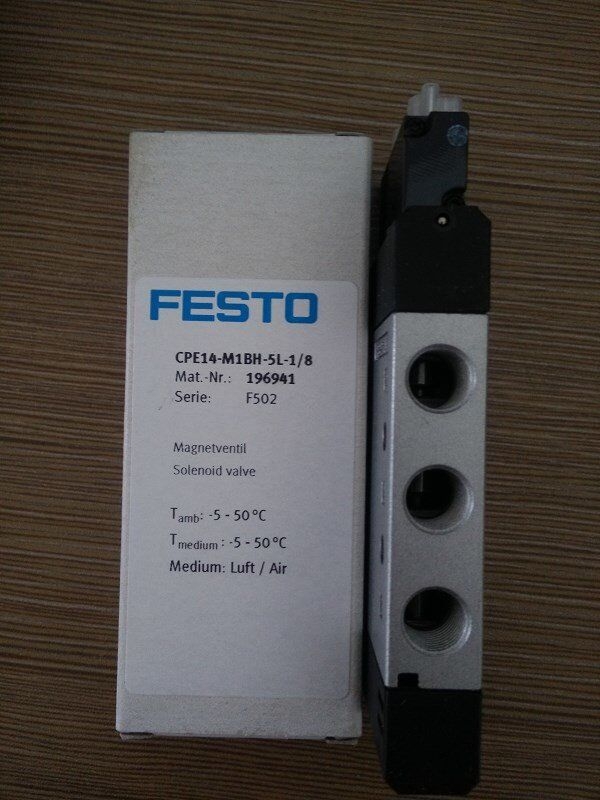 FESTO
CPE14-M1BH-5L-1/8
Mat.-Nr.: 196941
Serie: F502
Magnetventil
Solenoid valve
Tamb: -5 - 50°C
Tmedium : -5 - 50°C
Medium: Luft / Air